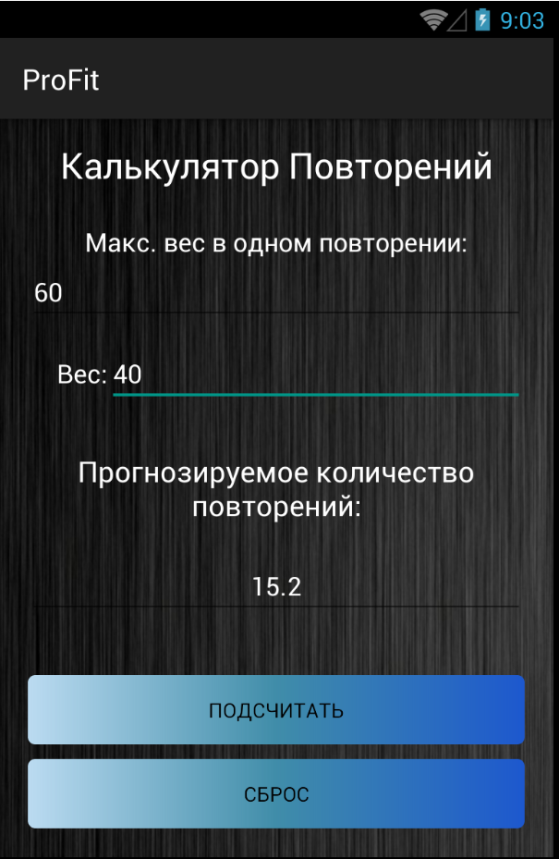 9:03
ProFit
Калькулятор Повторений
Макс. вес в одном повторении:
60
Вес: 40
Прогнозируемое количество
повторений:
15.2
ПОДСЧИТАТЬ
СБРОС